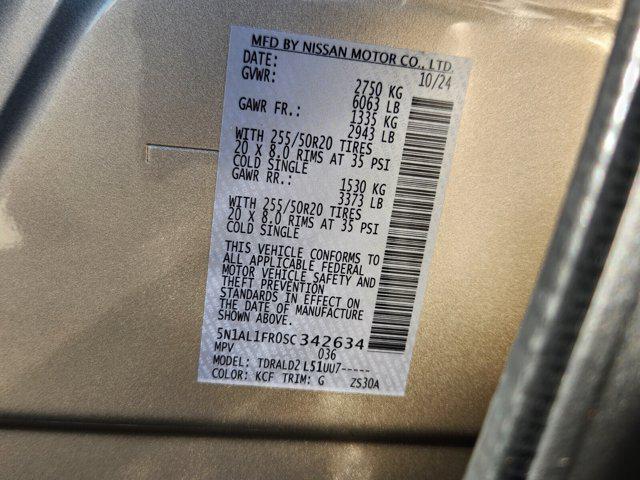 MFD BY NISSAN MOTOR CO., LTD.
DATE: 10/24
GVWR: 2750 KG
6063 LB
GAWR FR.: 1335 KG
2943 LB
WITH 255/50R20 TIRES
20 X 8.0 RIMS AT 35 PSI
COLD SINGLE
GAWR RR.: 1530 KG
3373 LB
WITH 255/50R20 TIRES
20 X 8.0 RIMS AT 35 PSI
COLD SINGLE
THIS VEHICLE CONFORMS TO
ALL APPLICABLE FEDERAL
MOTOR VEHICLE SAFETY AND
THEFT PREVENTION
STANDARDS IN EFFECT ON
THE DATE OF MANUFACTURE
SHOWN ABOVE.
5N1AL1FR0SC342634
MPV 036
MODEL: TDRALD2 L51UU7-----
COLOR: KCF TRIM: G ZS30A